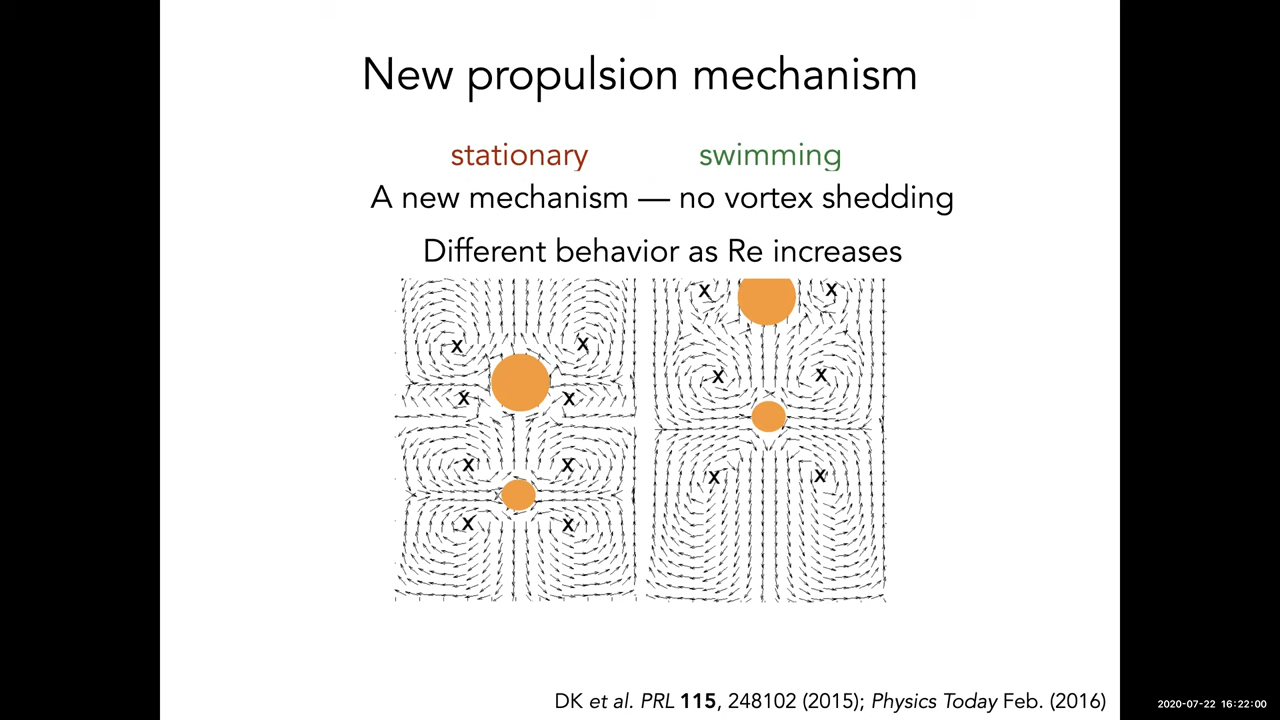 New propulsion mechanism
stationary swimming
A new mechanism — no vortex shedding
Different behavior as Re increases
x x x x
x x
x x
x x
x x
x x
x x
DK et al. PRL 115, 248102 (2015); Physics Today Feb. (2016)
2020-07-22 16:22:00